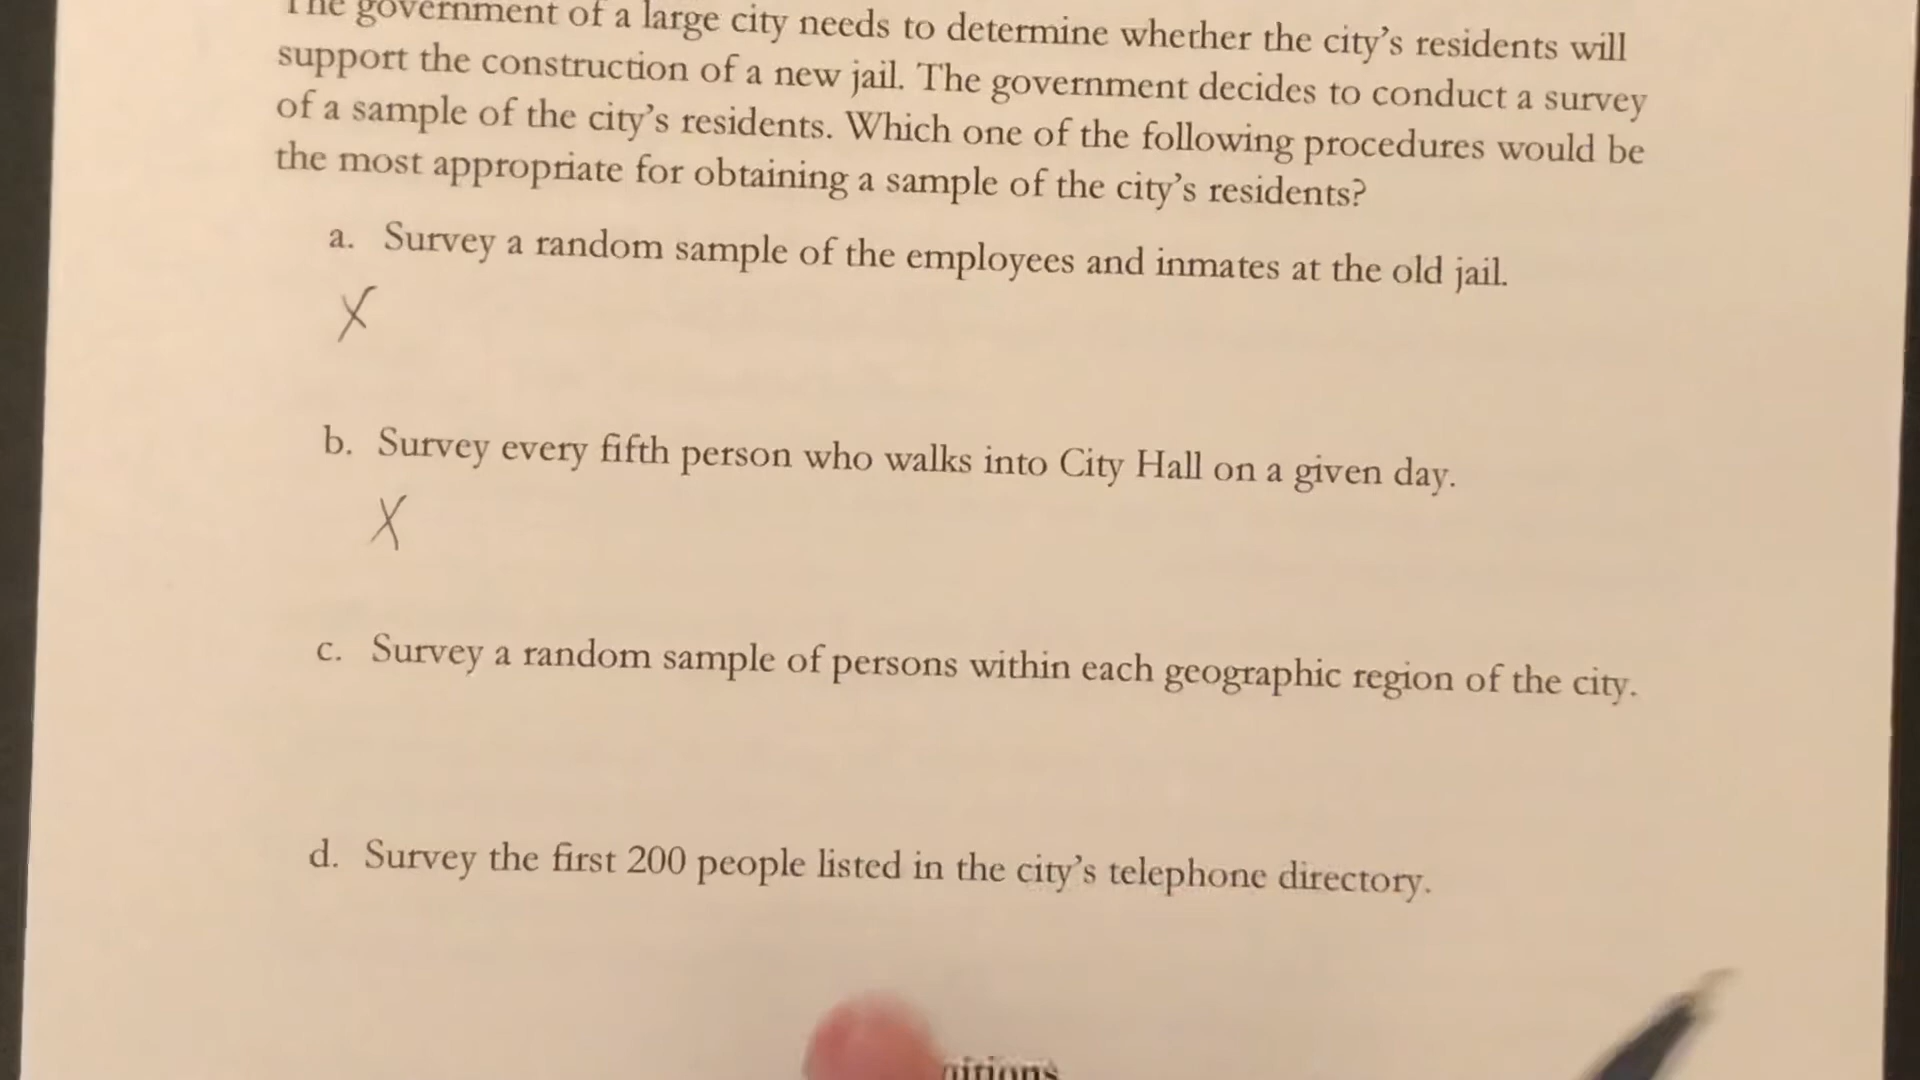 The government of a large city needs to determine whether the city's residents will
support the construction of a new jail. The government decides to conduct a survey
of a sample of the city's residents. Which one of the following procedures would be
the most appropriate for obtaining a sample of the city's residents?
a. Survey a random sample of the employees and inmates at the old jail.
X
b. Survey every fifth person who walks into City Hall on a given day.
X
c. Survey a random sample of persons within each geographic region of the city.
d. Survey the first 200 people listed in the city's telephone directory.